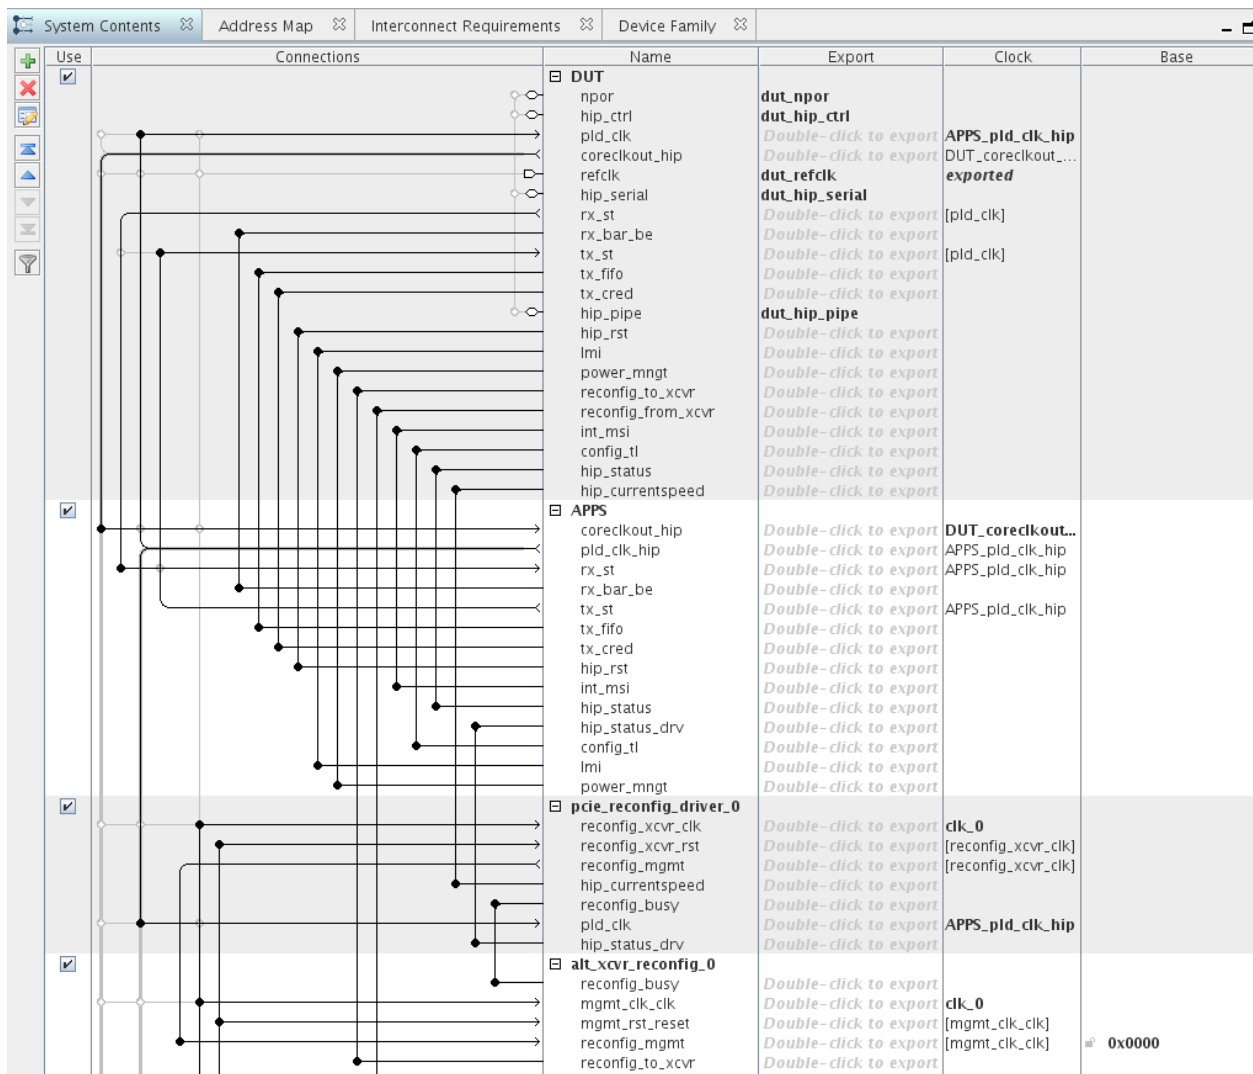 System Contents Address Map Interconnect Requirements Device Family
Use Connections Name Export Clock Base
DUT
npor dut_npor
hip_ctrl dut_hip_ctrl
pld_clk Double-click to export APPS_pld_clk_hip
coreclkout_hip Double-click to export DUT_coreclkout_...
refclk dut_refclk exported
hip_serial dut_hip_serial
rx_st Double-click to export [pld_clk]
rx_bar_be Double-click to export
tx_st Double-click to export [pld_clk]
tx_fifo Double-click to export
tx_cred Double-click to export
hip_pipe dut_hip_pipe
hip_rst Double-click to export
lmi Double-click to export
power_mngt Double-click to export
reconfig_to_xcvr Double-click to export
reconfig_from_xcvr Double-click to export
int_msi Double-click to export
config_tl Double-click to export
hip_status Double-click to export
hip_currentspeed Double-click to export
APPS
coreclkout_hip Double-click to export DUT_coreclkout...
pld_clk_hip Double-click to export APPS_pld_clk_hip
rx_st Double-click to export APPS_pld_clk_hip
rx_bar_be Double-click to export
tx_st Double-click to export APPS_pld_clk_hip
tx_fifo Double-click to export
tx_cred Double-click to export
hip_rst Double-click to export
int_msi Double-click to export
hip_status Double-click to export
hip_status_drv Double-click to export
config_tl Double-click to export
lmi Double-click to export
power_mngt Double-click to export
pcie_reconfig_driver_0
reconfig_xcvr_clk Double-click to export clk_0
reconfig_xcvr_rst Double-click to export [reconfig_xcvr_clk]
reconfig_mgmt Double-click to export [reconfig_xcvr_clk]
hip_currentspeed Double-click to export
reconfig_busy Double-click to export
pld_clk Double-click to export APPS_pld_clk_hip
hip_status_drv Double-click to export
alt_xcvr_reconfig_0
reconfig_busy Double-click to export
mgmt_clk_clk Double-click to export clk_0
mgmt_rst_reset Double-click to export [mgmt_clk_clk]
reconfig_mgmt Double-click to export [mgmt_clk_clk] 0x0000
reconfig_to_xcvr Double-click to export